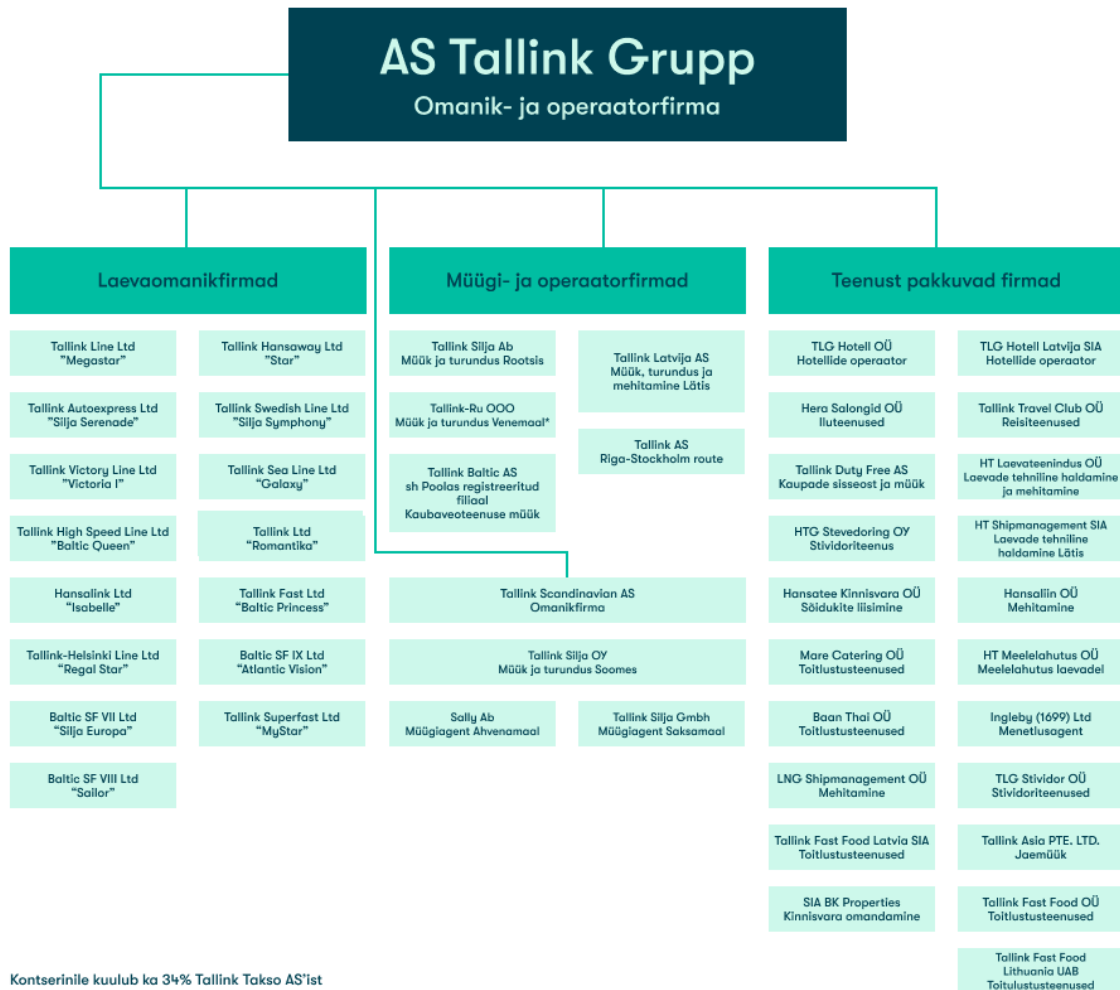 AS Tallink Grupp
Omanik- ja operaatorfirma
Laevaomanikfirmad
Tallink Line Ltd
"Megastar"
Tallink Hansaway Ltd
"Star"
Tallink Autoexpress Ltd
"Silja Serenade"
Tallink Swedish Line Ltd
"Silja Symphony"
Tallink Victory Line Ltd
"Victoria I"
Tallink Sea Line Ltd
"Galaxy"
Tallink High Speed Line Ltd
"Baltic Queen"
Tallink Ltd
“Romantika”
Hansalink Ltd
“Isabelle”
Tallink Fast Ltd
“Baltic Princess”
Tallink-Helsinki Line Ltd
“Regal Star”
Baltic SF IX Ltd
“Atlantic Vision”
Baltic SF VII Ltd
“Silja Europa”
Tallink Superfast Ltd
“MyStar”
Baltic SF VIII Ltd
“Sailor”
Müügi- ja operaatorfirmad
Tallink Silja Ab
Müük ja turundus Rootsis
Tallink Latvija AS
Müük, turundus ja
mehitamine Lätis
Tallink-Ru OOO
Müük ja turundus Venemaal*
Tallink AS
Riga-Stockholm route
Tallink Baltic AS
sh Poolas registreeritud
filiaal
Kaubaveoteenuse müük
Tallink Scandinavian AS
Omanikfirma
Tallink Silja OY
Müük ja turundus Soomes
Sally Ab
Müügiagent Ahvenamaal
Tallink Silja Gmbh
Müügiagent Saksamaal
Teenust pakkuvad firmad
TLG Hotell OÜ
Hotellide operaator
TLG Hotell Latvija SIA
Hotellide operaator
Hera Salongid OÜ
Iluteenused
Tallink Travel Club OÜ
Reisiteenused
Tallink Duty Free AS
Kaupade sisseost ja müük
HT Laevateenindus OÜ
Laevade tehniline haldamine
ja mehitamine
HTG Stevedoring OY
Stividoriteenus
HT Shipmanagement SIA
Laevade tehniline
haldamine Lätis
Hansatee Kinnisvara OÜ
Sõidukite liisimine
Hansaliin OÜ
Mehitamine
Mare Catering OÜ
Toitlustusteenused
HT Meelelahutus OÜ
Meelelahutus laevadel
Baan Thai OÜ
Toitlustusteenused
Ingleby (1699) Ltd
Menetlusagent
LNG Shipmanagement OÜ
Mehitamine
TLG Stividor OÜ
Stividoriteenused
Tallink Fast Food Latvia SIA
Toitlustusteenused
Tallink Asia PTE. LTD.
Jaemüük
SIA BK Properties
Kinnisvara omandamine
Tallink Fast Food OÜ
Toitlustusteenused
Tallink Fast Food
Lithuania UAB
Toitulustusteenused
Kontserinile kuulub ka 34% Tallink Takso AS'ist